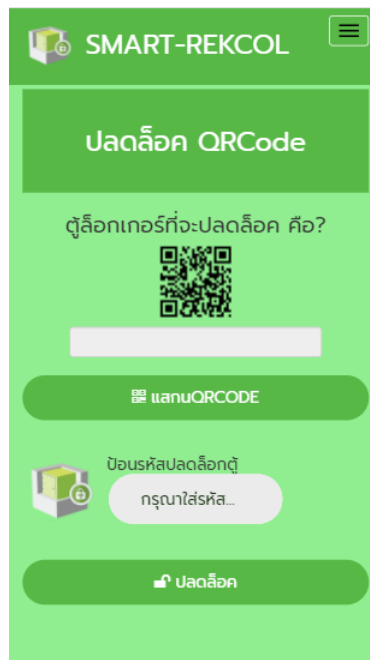 SMART-REKCOL
ปลดล็อค QRCode
ตู้ล็อกเกอร์ที่จะปลดล็อค คือ?
แสกนQRCODE
ป้อนรหัสปลดล็อกตู้
กรุณาใส่รหัส...
ปลดล็อค